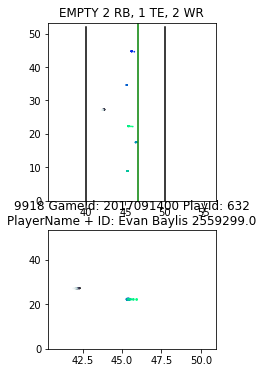 EMPTY 2 RB, 1 TE, 2 WR
50
40
30
20
10
0
40 45 50 55
9918 GameId: 2017091400 PlayId: 632
PlayerName + ID: Evan Baylis 2559299.0
40
20
0
42.5 45.0 47.5 50.0